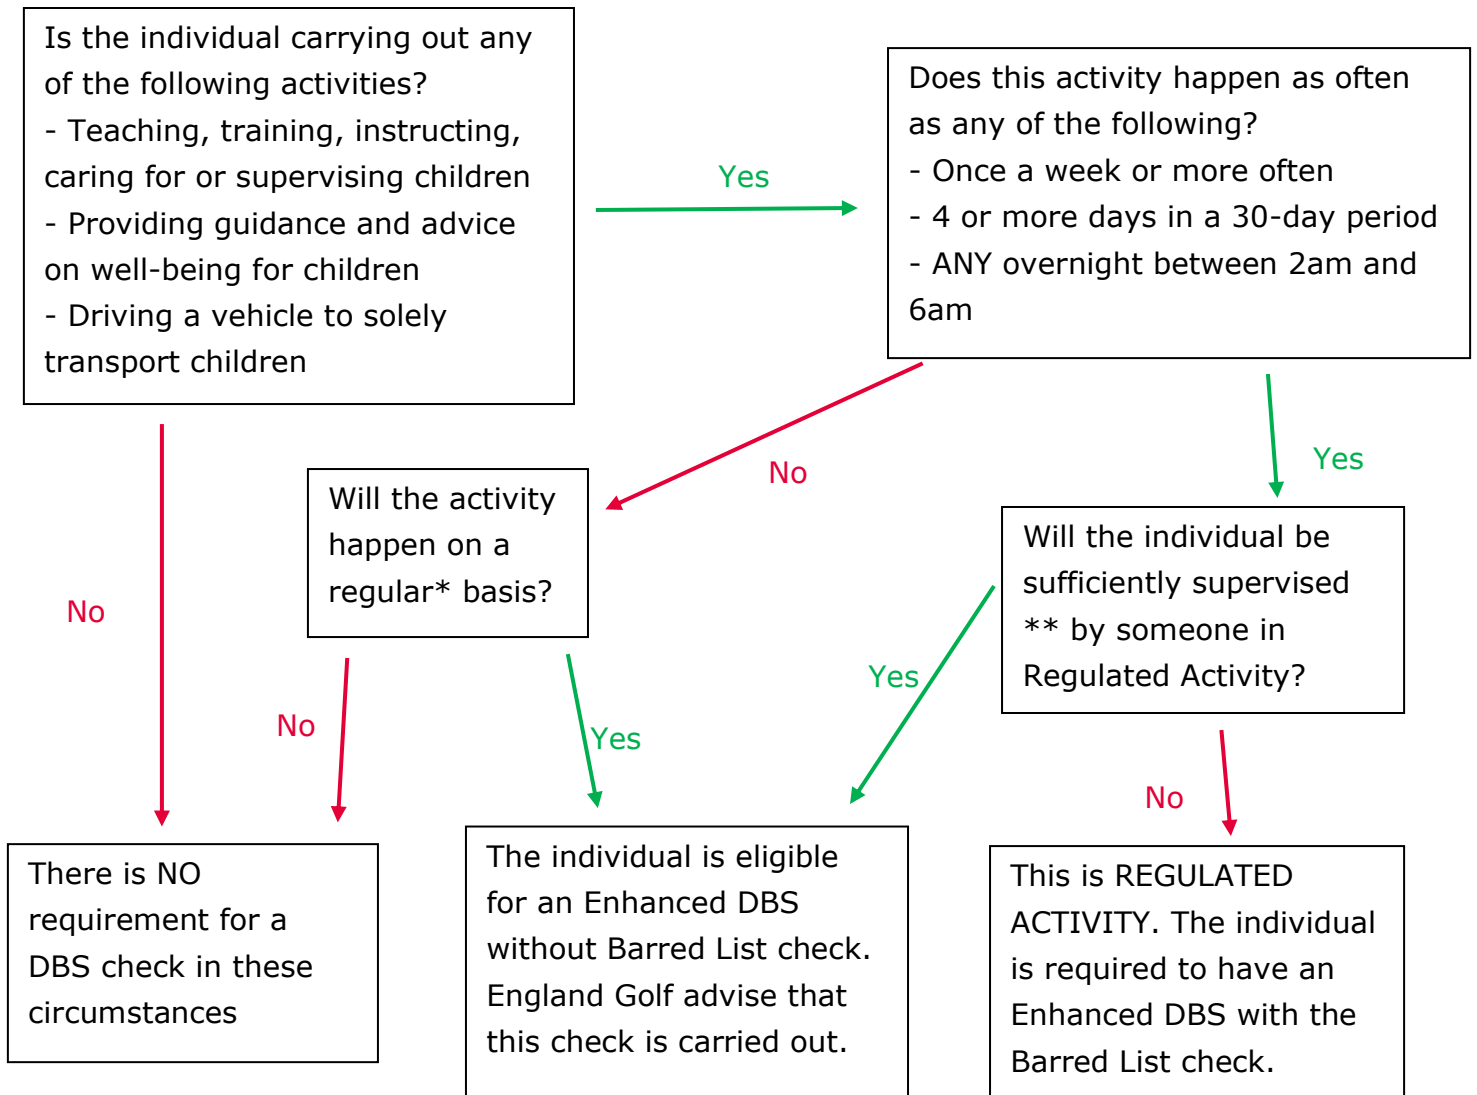 Is the individual carrying out any
of the following activities?
- Teaching, training, instructing,
caring for or supervising children
- Providing guidance and advice
on well-being for children
- Driving a vehicle to solely
transport children
Yes
Does this activity happen as often
as any of the following?
- Once a week or more often
- 4 or more days in a 30-day period
- ANY overnight between 2am and
6am
No
Yes
Will the activity
happen on a
regular* basis?
Will the individual be
sufficiently supervised
** by someone in
Regulated Activity?
No
No
Yes
Yes
No
There is NO
requirement for a
DBS check in these
circumstances
The individual is eligible
for an Enhanced DBS
without Barred List check.
England Golf advise that
this check is carried out.
This is REGULATED
ACTIVITY. The individual
is required to have an
Enhanced DBS with the
Barred List check.